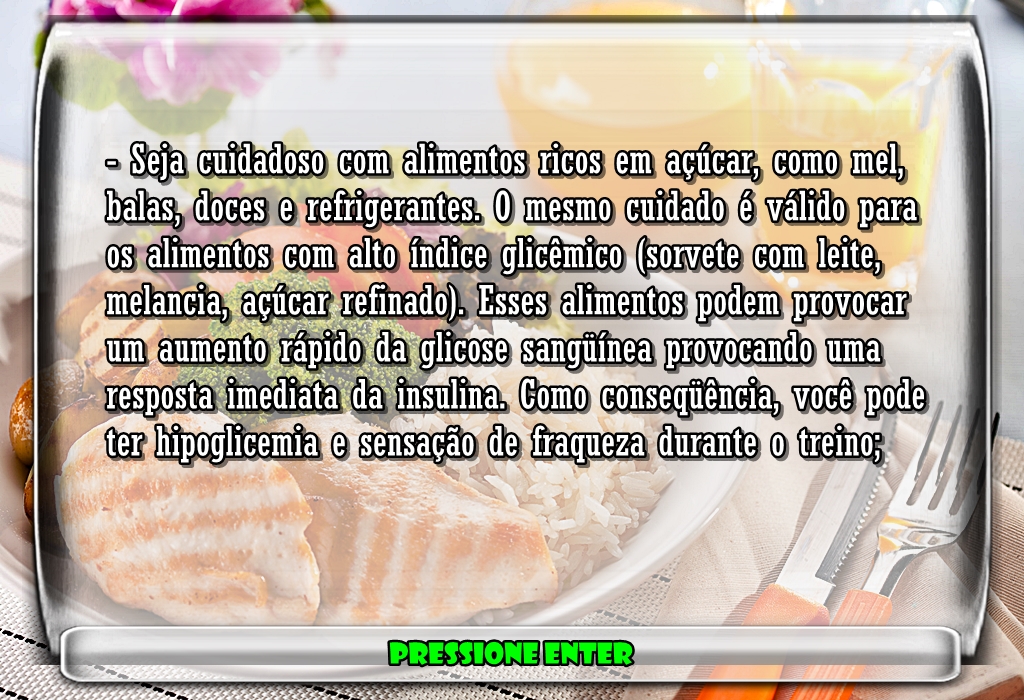 - Seja cuidadoso com alimentos ricos em açúcar, como mel,
balas, doces e refrigerantes. O mesmo cuidado é válido para
os alimentos com alto índice glicêmico (sorvete com leite,
melancia, açúcar refinado). Esses alimentos podem provocar
um aumento rápido da glicose sangüínea provocando uma
resposta imediata da insulina. Como conseqüência, você pode
ter hipoglicemia e sensação de fraqueza durante o treino;
PRESSIONE ENTER